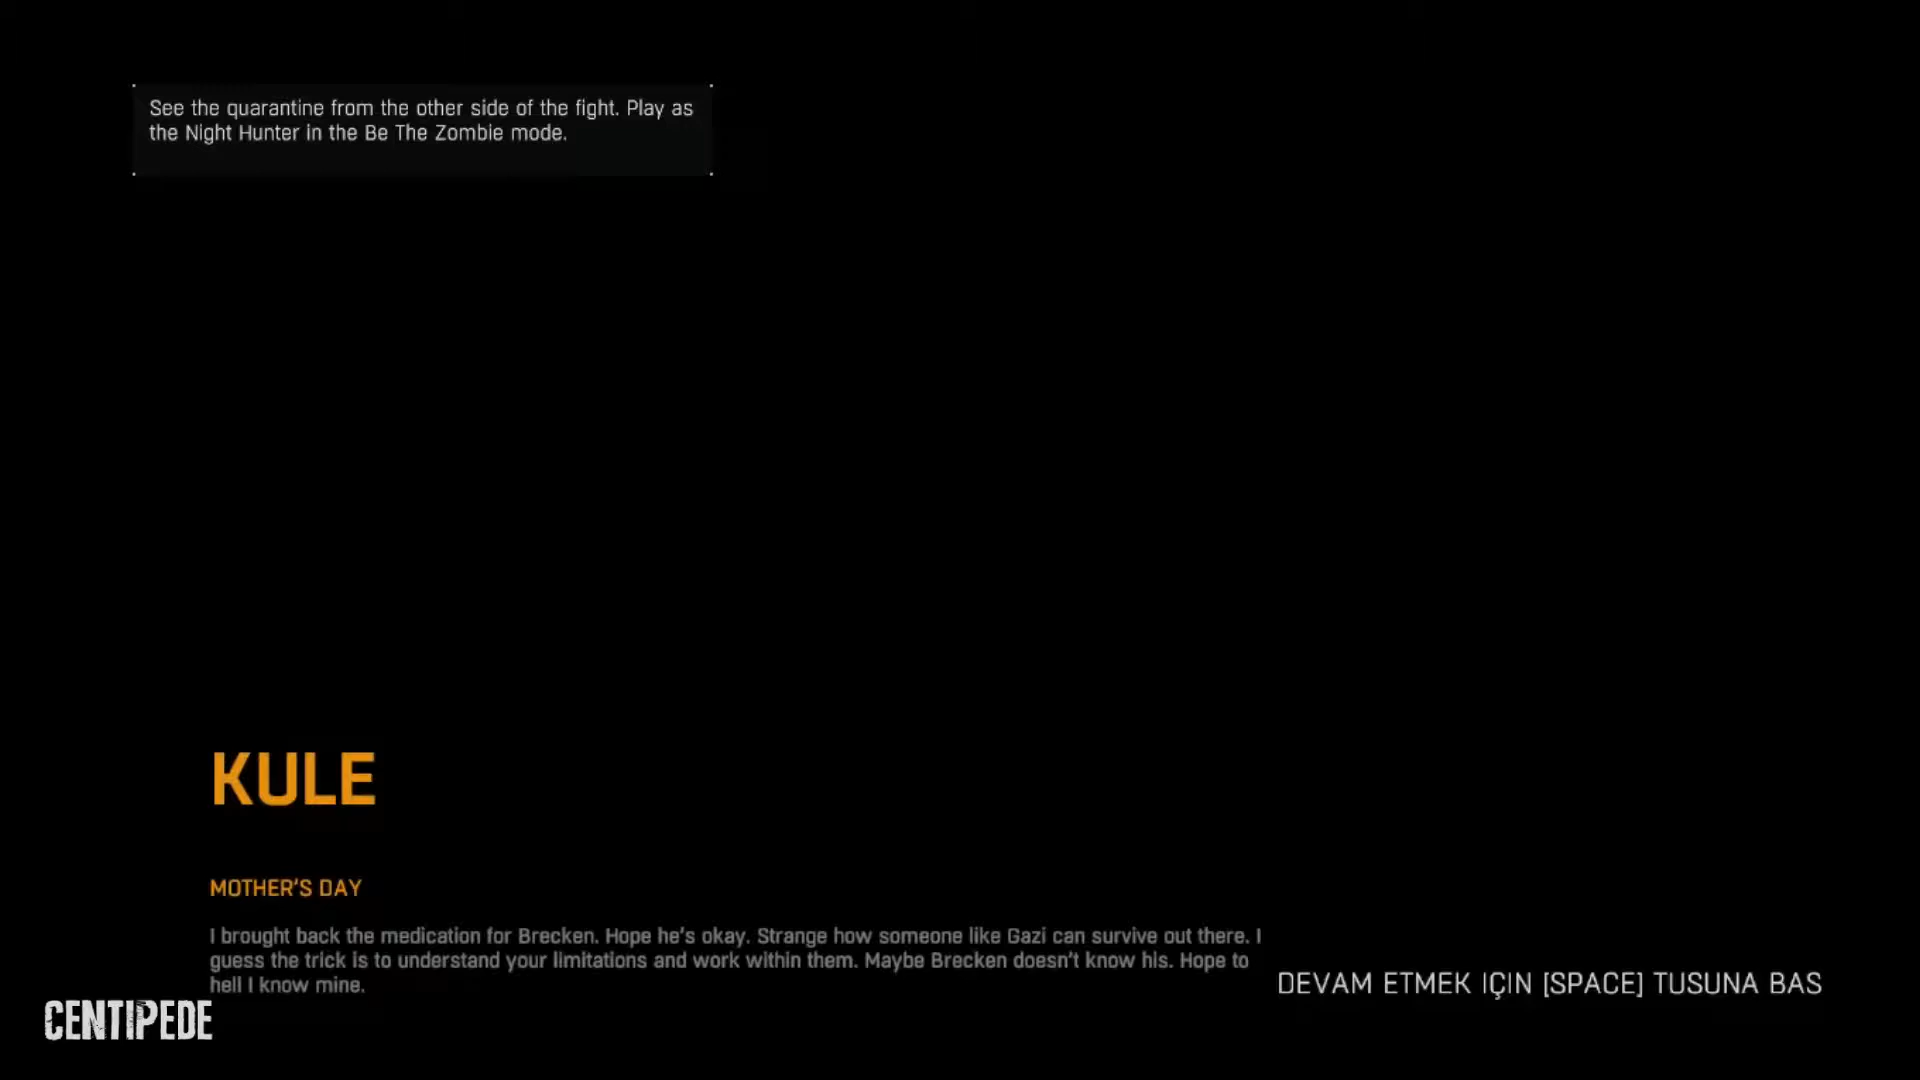 See the quarantine from the other side of the fight. Play as
the Night Hunter in the Be The Zombie mode.
KULE
MOTHER'S DAY
I brought back the medication for Brecken. Hope he's okay. Strange how someone like Gazi can survive out there. I
guess the trick is to understand your limitations and work within them. Maybe Brecken doesn't know his. Hope to
hell I know mine.
DEVAM ETMEK IÇIN [SPACE] TUSUNA BAS
CENTIPEDE